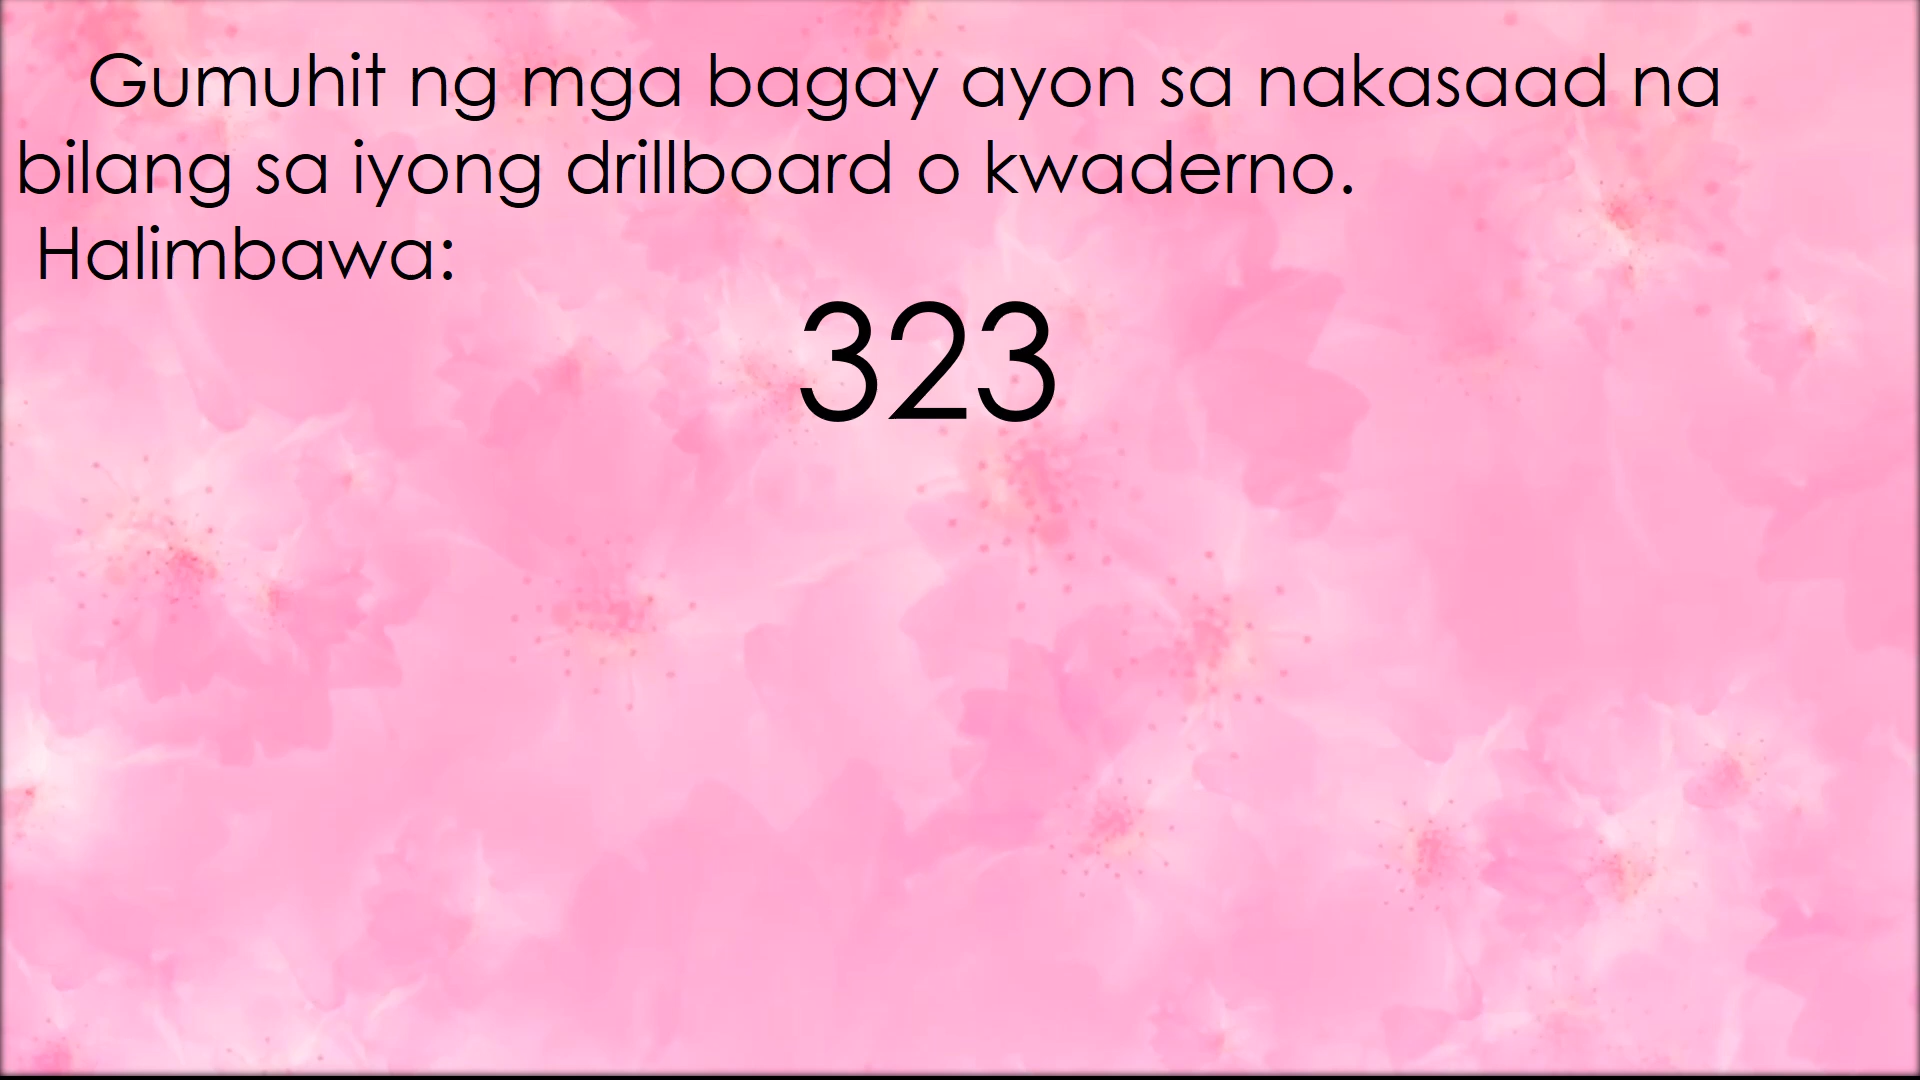 Gumuhit ng mga bagay ayon sa nakasaad na
bilang sa iyong drillboard o kwaderno.
Halimbawa:
323